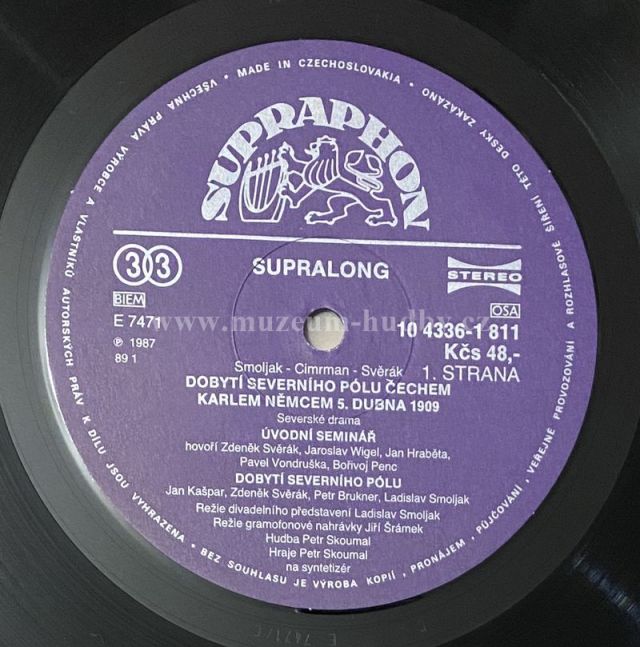 • MADE IN CZECHOSLOVAKIA •
VŠECHNA PRÁVA VÝROBCE A VLASTNÍKŮ AUTORSKÝCH PRÁV K DÍLU JSOU VYHRAZENA • BEZ SOUHLASU JE VÝROBA KOPIÍ, PRONÁJEM, PŮJČOVÁNÍ, VEŘEJNÉ PROVOZOVÁNÍ A ROZHLASOVÉ ŠÍŘENÍ TÉTO DESKY ZAKÁZÁNO
SUPRAPHON
33
SUPRALONG
STEREO
BIEM
OSA
E 7471
www.muzeum-hudby.cz
10 4336-1 811
℗ 1987
Kčs 48,-
89 1
1. STRANA
Smoljak - Cimrman - Svěrák
DOBYTÍ SEVERNÍHO PÓLU ČECHEM
KARLEM NĚMCEM 5. DUBNA 1909
Severské drama
ÚVODNÍ SEMINÁŘ
hovoří Zdeněk Svěrák, Jaroslav Wigel, Jan Hraběta,
Pavel Vondruška, Bořivoj Penc
DOBYTÍ SEVERNÍHO PÓLU
Jan Kašpar, Zdeněk Svěrák, Petr Brukner, Ladislav Smoljak
Režie divadelního představení Ladislav Smoljak
Režie gramofonové nahrávky Jiří Šrámek
Hudba Petr Skoumal
Hraje Petr Skoumal
na syntetizér